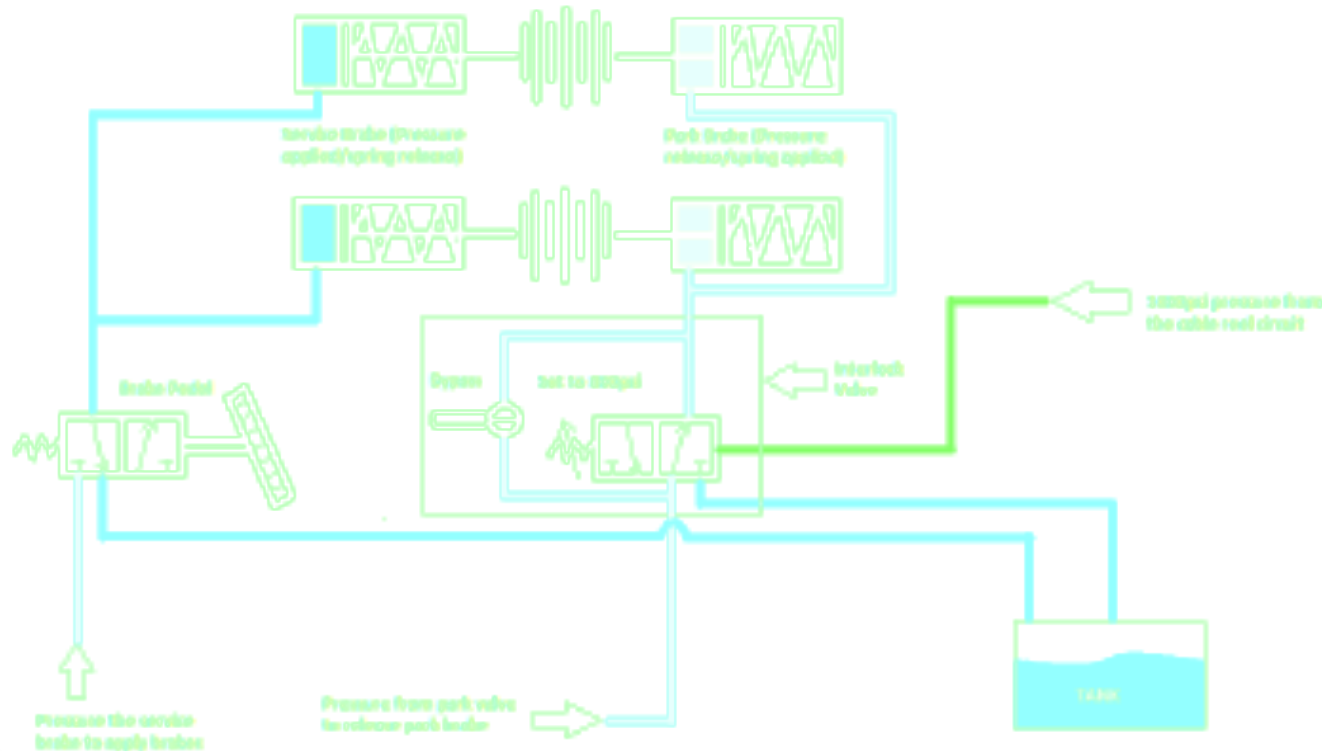 Service Brake (Pressure
applied/spring release)
Park Brake (Pressure
release/spring applied)
pressure from
the cable reel circuit
Interlock
Valve
Bypass
Set to
Brake Pedal
Tank
Pressure from park valve
to release park brake
Pressure the service
brake to apply brakes